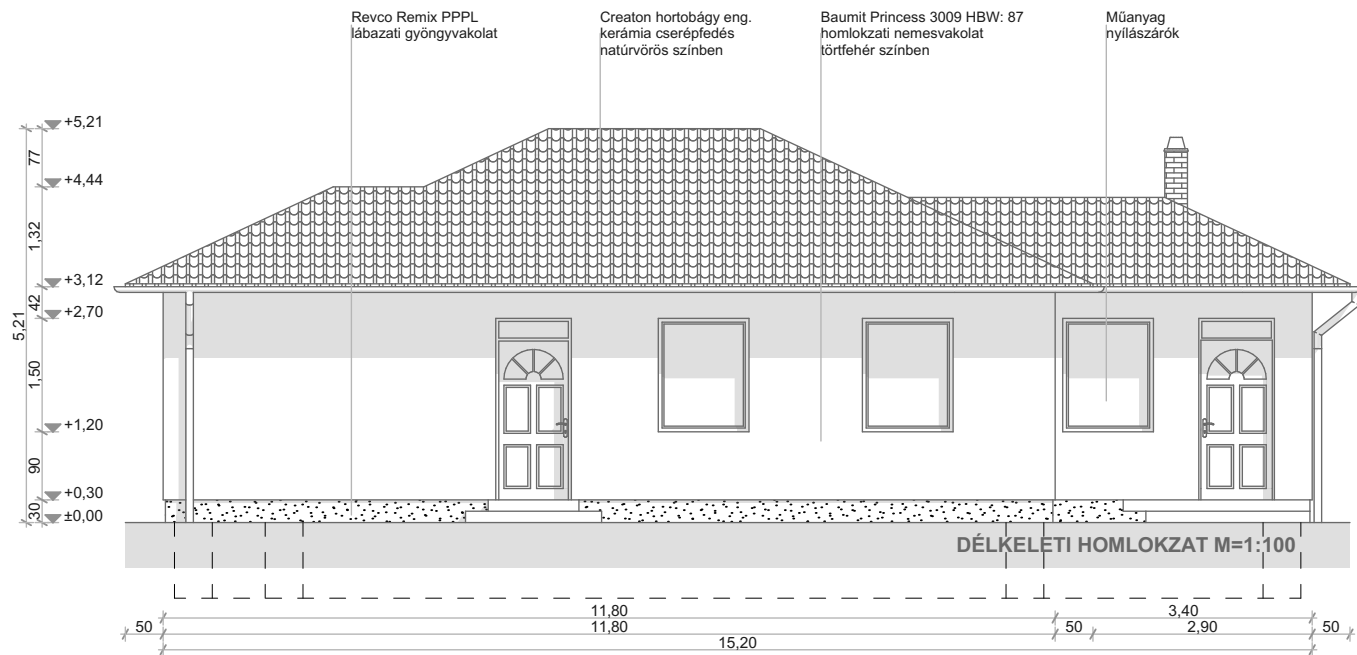 Revco Remix PPPL
lábazati gyöngyvakolat
Creaton hortobágy eng.
kerámia cserépfedés
natúrvörös színben
Baumit Princess 3009 HBW: 87
homlokzati nemesvakolat
törtfehér színben
Műanyag
nyílászárók
+5,21
+4,44
+3,12
+2,70
+1,20
+0,30
±0,00
5,21
77
1,32
42
1,50
90
30
DÉLKELETI HOMLOKZAT M=1:100
11,80
3,40
50
11,80
50
2,90
50
15,20